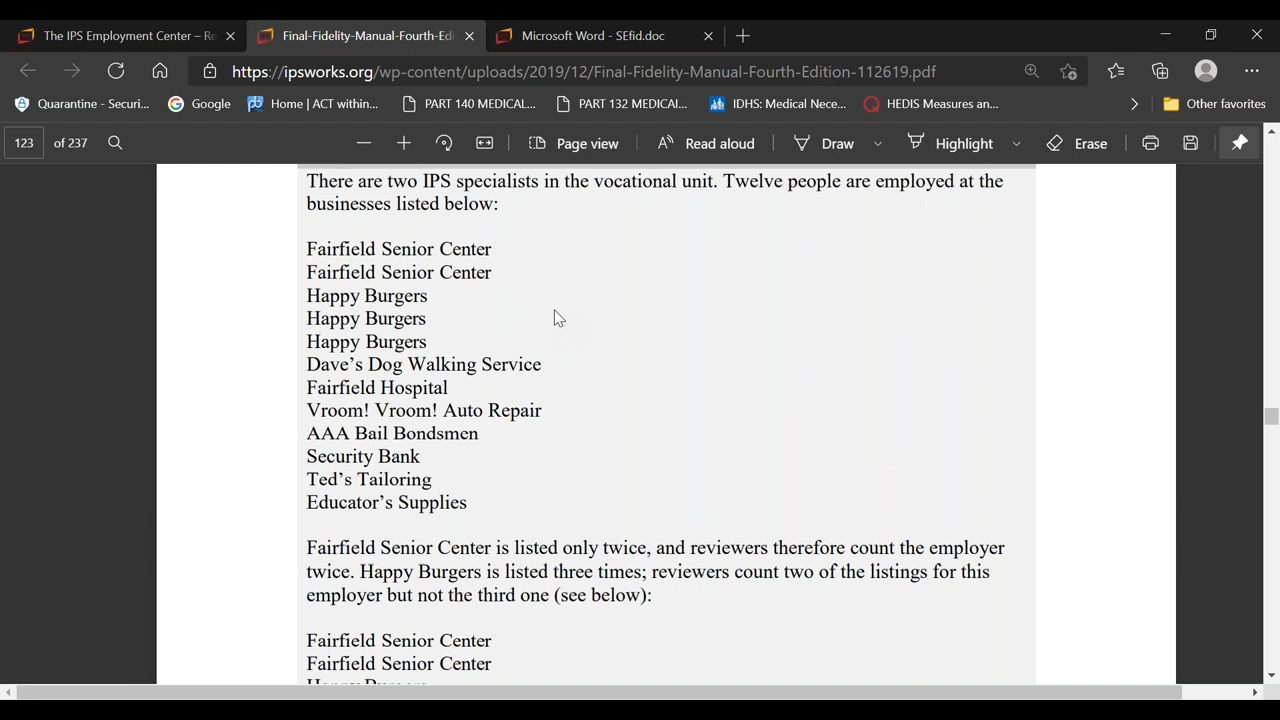 The IPS Employment Center – Re
Final-Fidelity-Manual-Fourth-Edi
Microsoft Word - SEfid.doc
https://ipsworks.org/wp-content/uploads/2019/12/Final-Fidelity-Manual-Fourth-Edition-112619.pdf
Quarantine - Securi...
Google
Home | ACT within...
PART 140 MEDICAL...
PART 132 MEDICAI...
IDHS: Medical Nece...
HEDIS Measures an...
Other favorites
123 of 237
Page view
Read aloud
Draw
Highlight
Erase
There are two IPS specialists in the vocational unit. Twelve people are employed at the
businesses listed below:
Fairfield Senior Center
Fairfield Senior Center
Happy Burgers
Happy Burgers
Happy Burgers
Dave's Dog Walking Service
Fairfield Hospital
Vroom! Vroom! Auto Repair
AAA Bail Bondsmen
Security Bank
Ted's Tailoring
Educator's Supplies
Fairfield Senior Center is listed only twice, and reviewers therefore count the employer
twice. Happy Burgers is listed three times; reviewers count two of the listings for this
employer but not the third one (see below):
Fairfield Senior Center
Fairfield Senior Center